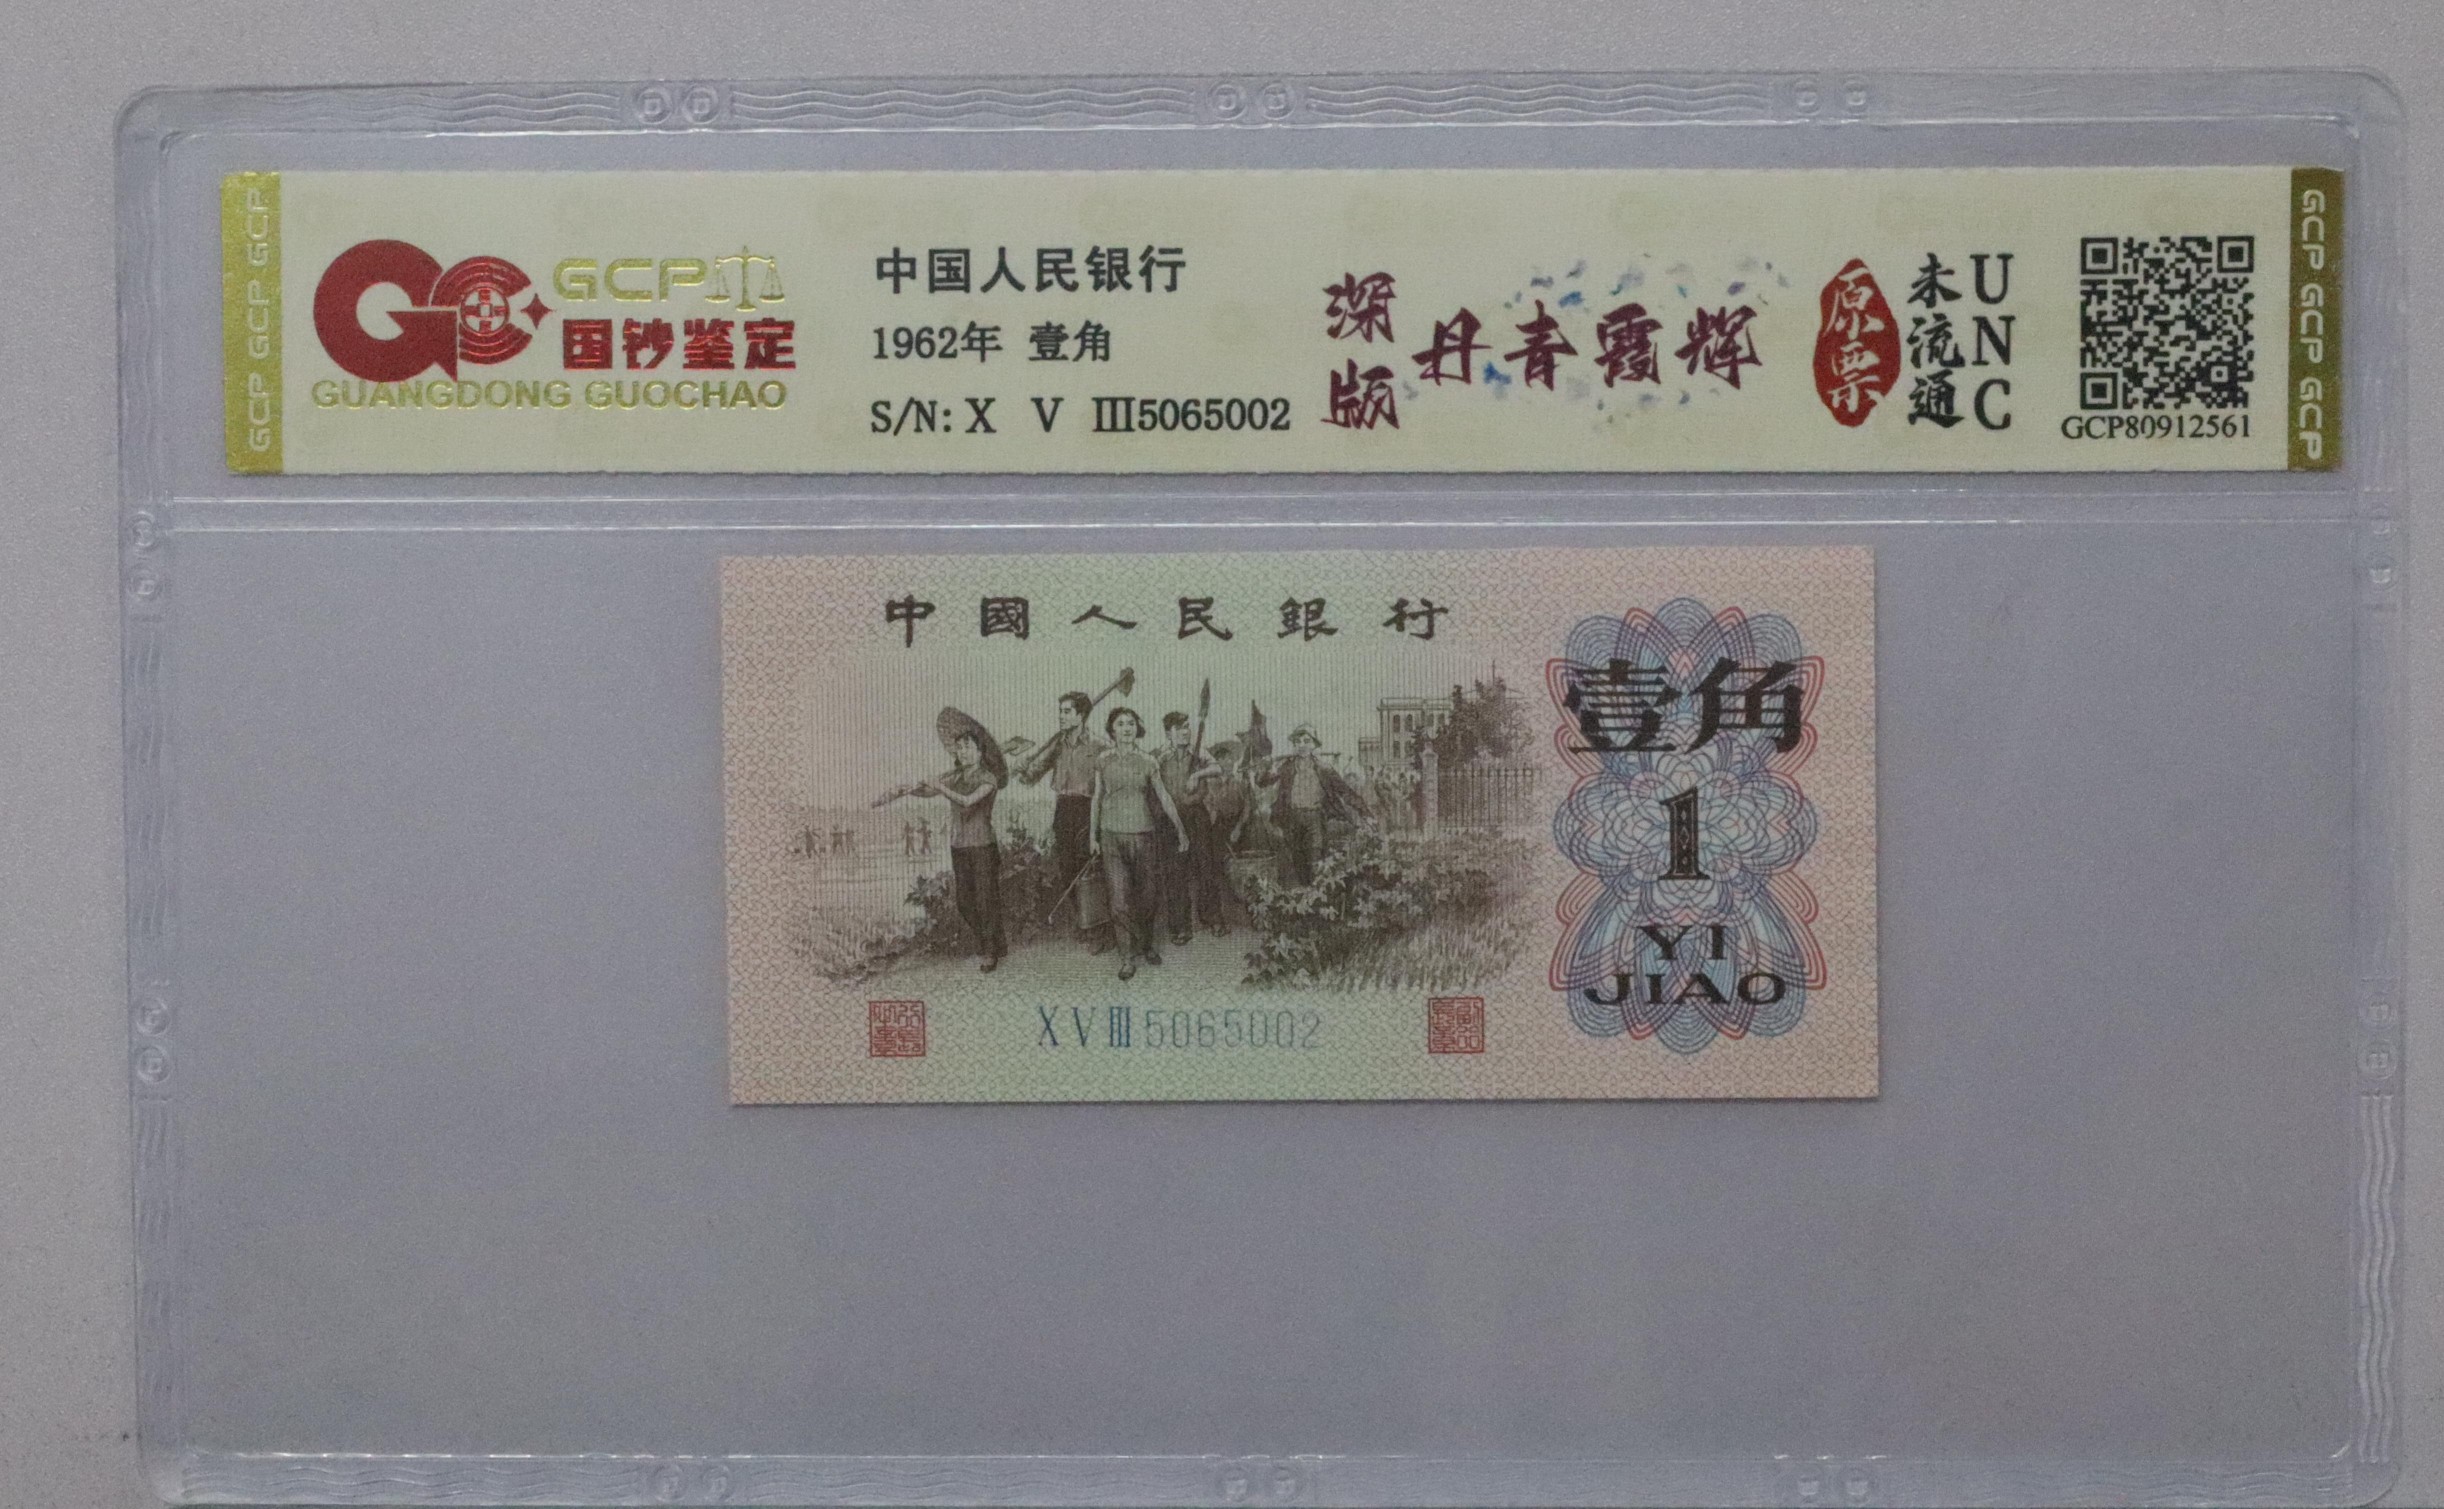 GCP GCP GCP
GCP
国钞鉴定
GUANGDONG GUOCHAO
中国人民银行
1962年 壹角
S/N: X V III5065002
深版
丹青霞辉
原票
未流通
UNC
GCP80912561
GCP GCP GCP
中國人民銀行
壹角
1
YI
JIAO
X V III 5065002